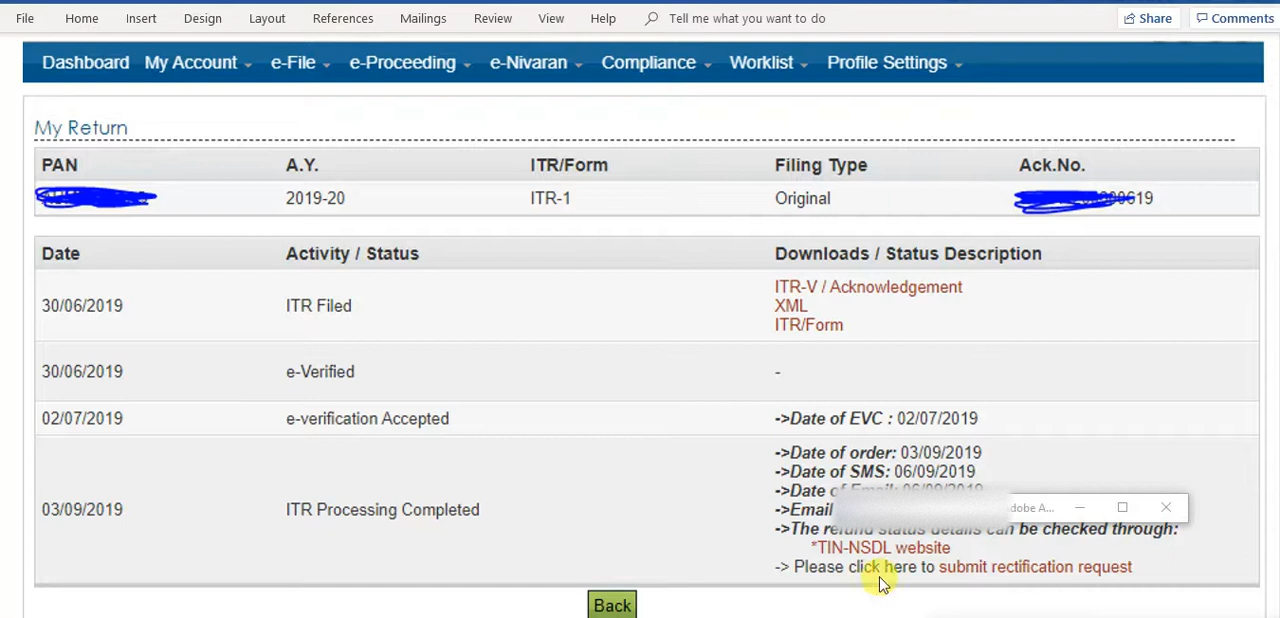 File Home Insert Design Layout References Mailings Review View Help Tell me what you want to do Share Comments
Dashboard My Account e-File e-Proceeding e-Nivaran Compliance Worklist Profile Settings
My Return
PAN A.Y. ITR/Form Filing Type Ack.No.
2019-20 ITR-1 Original 619
Date Activity / Status Downloads / Status Description
30/06/2019 ITR Filed ITR-V / Acknowledgement
XML
ITR/Form
30/06/2019 e-Verified -
02/07/2019 e-verification Accepted ->Date of EVC : 02/07/2019
03/09/2019 ITR Processing Completed ->Date of order: 03/09/2019
->Date of SMS: 06/09/2019
->Date of Email: 06/09/2019
->Email dobe A...
->The refund status details can be checked through:
*TIN-NSDL website
-> Please click here to submit rectification request
Back